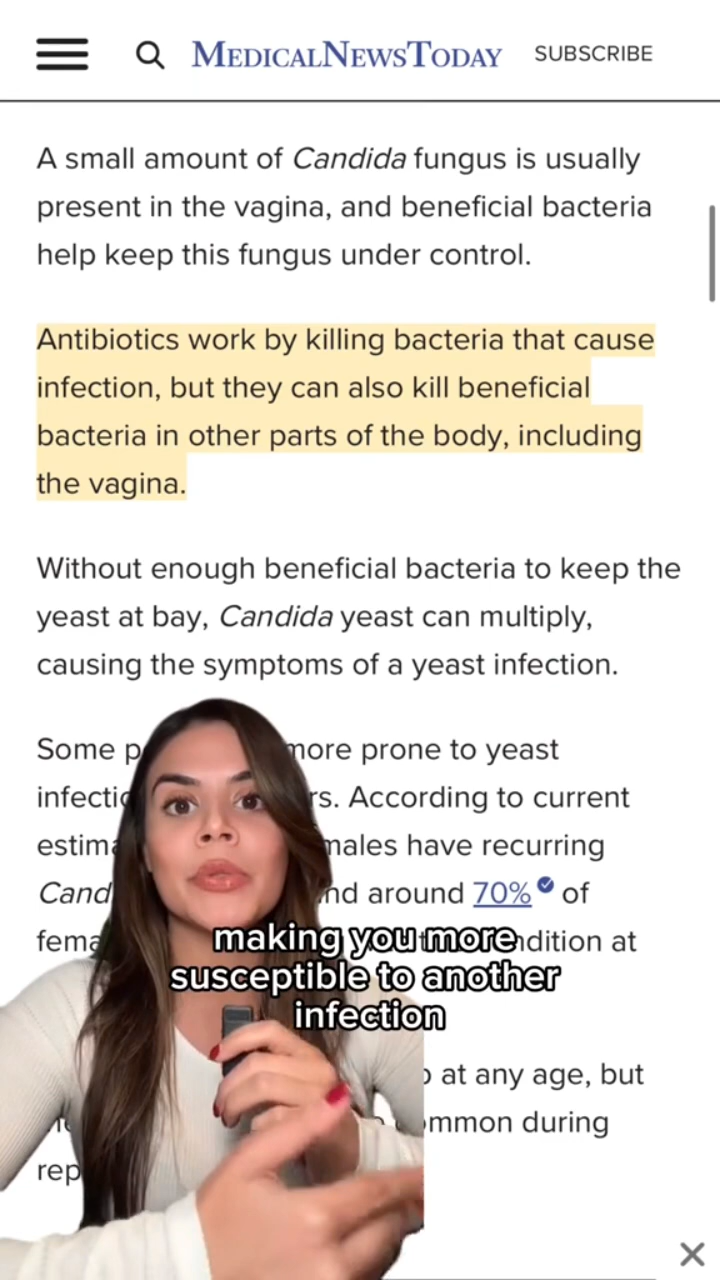 MEDICALNEWSTODAY SUBSCRIBE
A small amount of Candida fungus is usually
present in the vagina, and beneficial bacteria
help keep this fungus under control.
Antibiotics work by killing bacteria that cause
infection, but they can also kill beneficial
bacteria in other parts of the body, including
the vagina.
Without enough beneficial bacteria to keep the
yeast at bay, Candida yeast can multiply,
causing the symptoms of a yeast infection.
Some more prone to yeast
According to current
have recurring
around 70% of
at
making you more
susceptible to another
infection
at any age, but
during